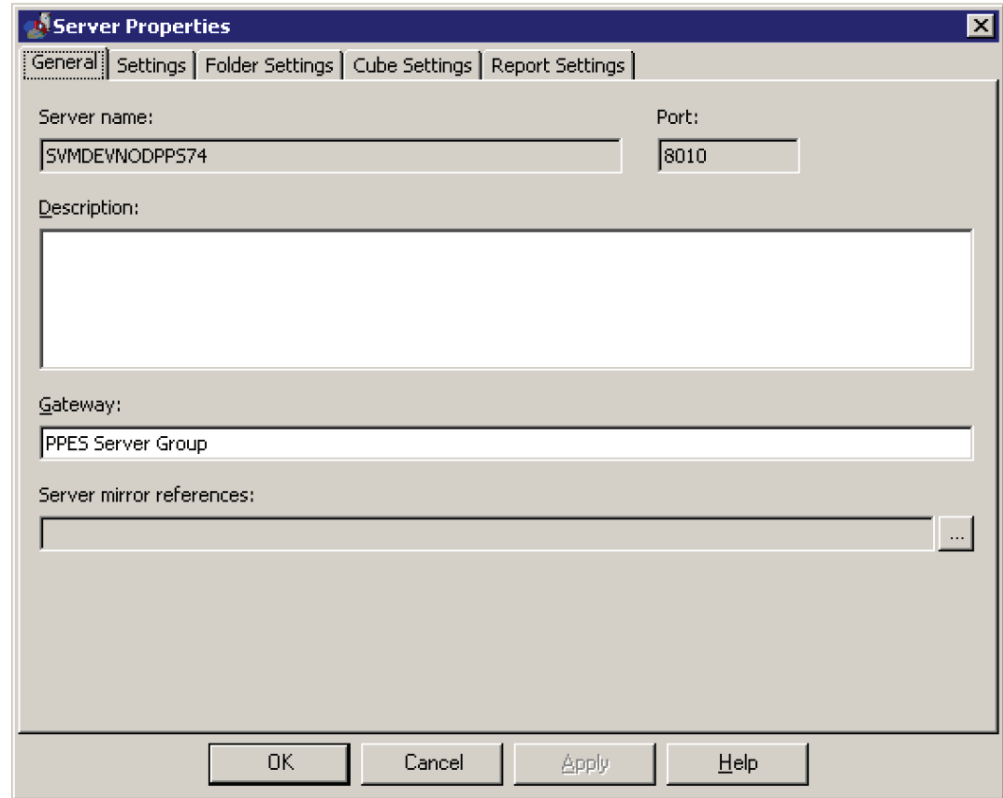 Server Properties
General Settings Folder Settings Cube Settings Report Settings
Server name: Port:
SVMDEVNODPPS74 8010
Description:
Gateway:
PPES Server Group
Server mirror references:
...
OK Cancel Apply Help